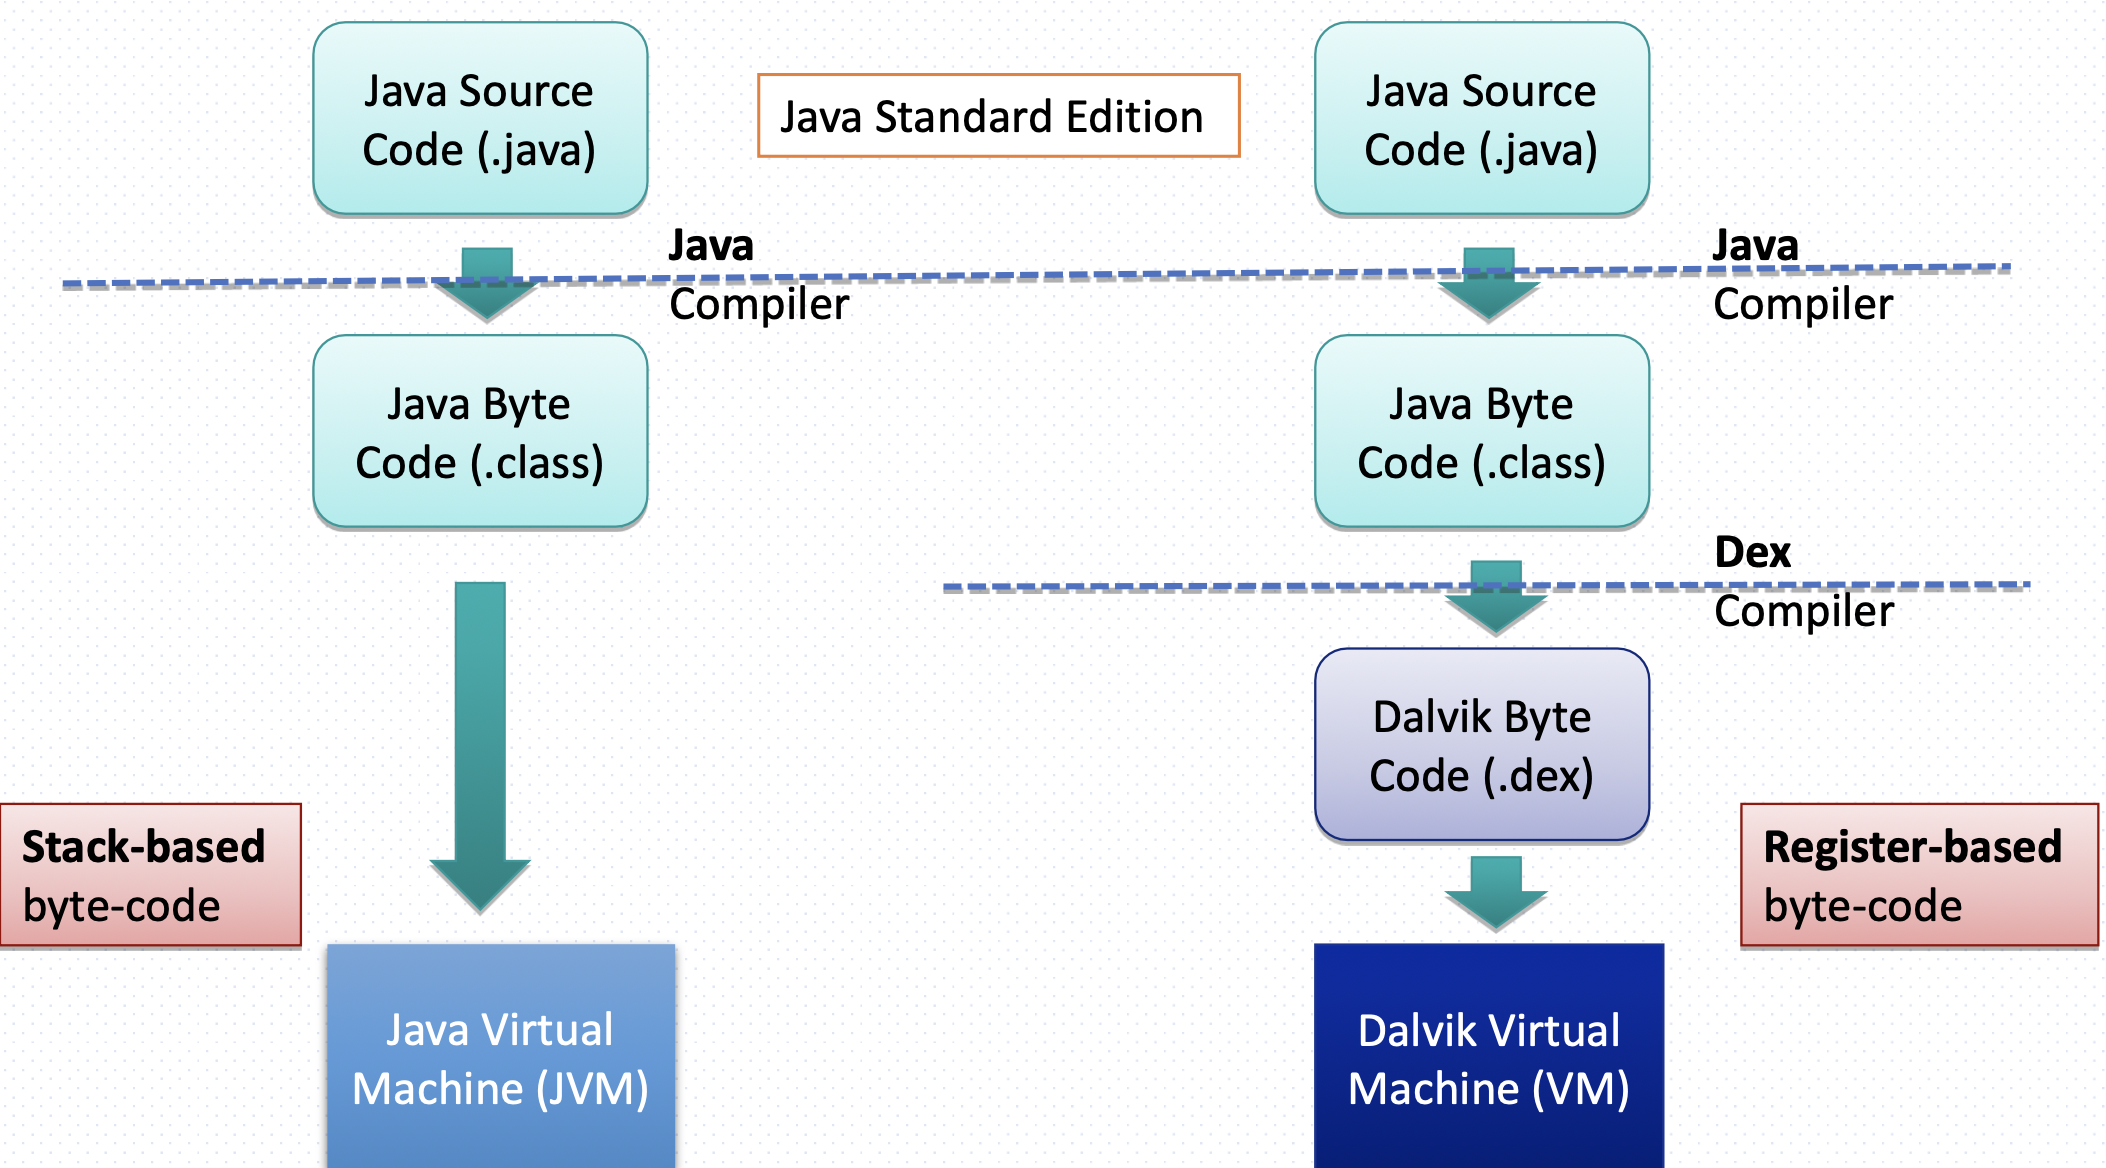 Java Source
Code (.java)
Java Standard Edition
Java Source
Code (.java)
Java
Compiler
Java
Compiler
Java Byte
Code (.class)
Java Byte
Code (.class)
Dex
Compiler
Dalvik Byte
Code (.dex)
Stack-based
byte-code
Register-based
byte-code
Java Virtual
Machine (JVM)
Dalvik Virtual
Machine (VM)